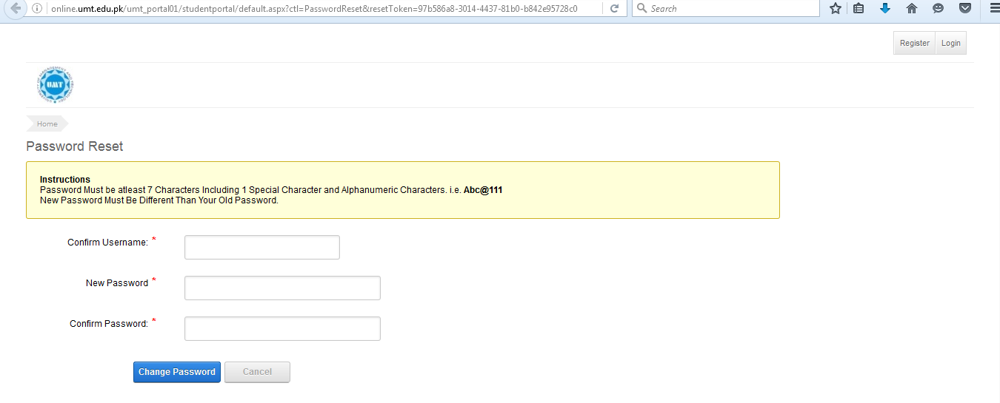 online.umt.edu.pk/umt_portal01/studentportal/default.aspx?ctl=PasswordReset&resetToken=97b586a8-3014-4437-81b0-b842e95728c0
Search
Register Login
UMT
Home
Password Reset
Instructions
Password Must be atleast 7 Characters Including 1 Special Character and Alphanumeric Characters. i.e. Abc@111
New Password Must Be Different Than Your Old Password.
Confirm Username: *
New Password *
Confirm Password: *
Change Password Cancel